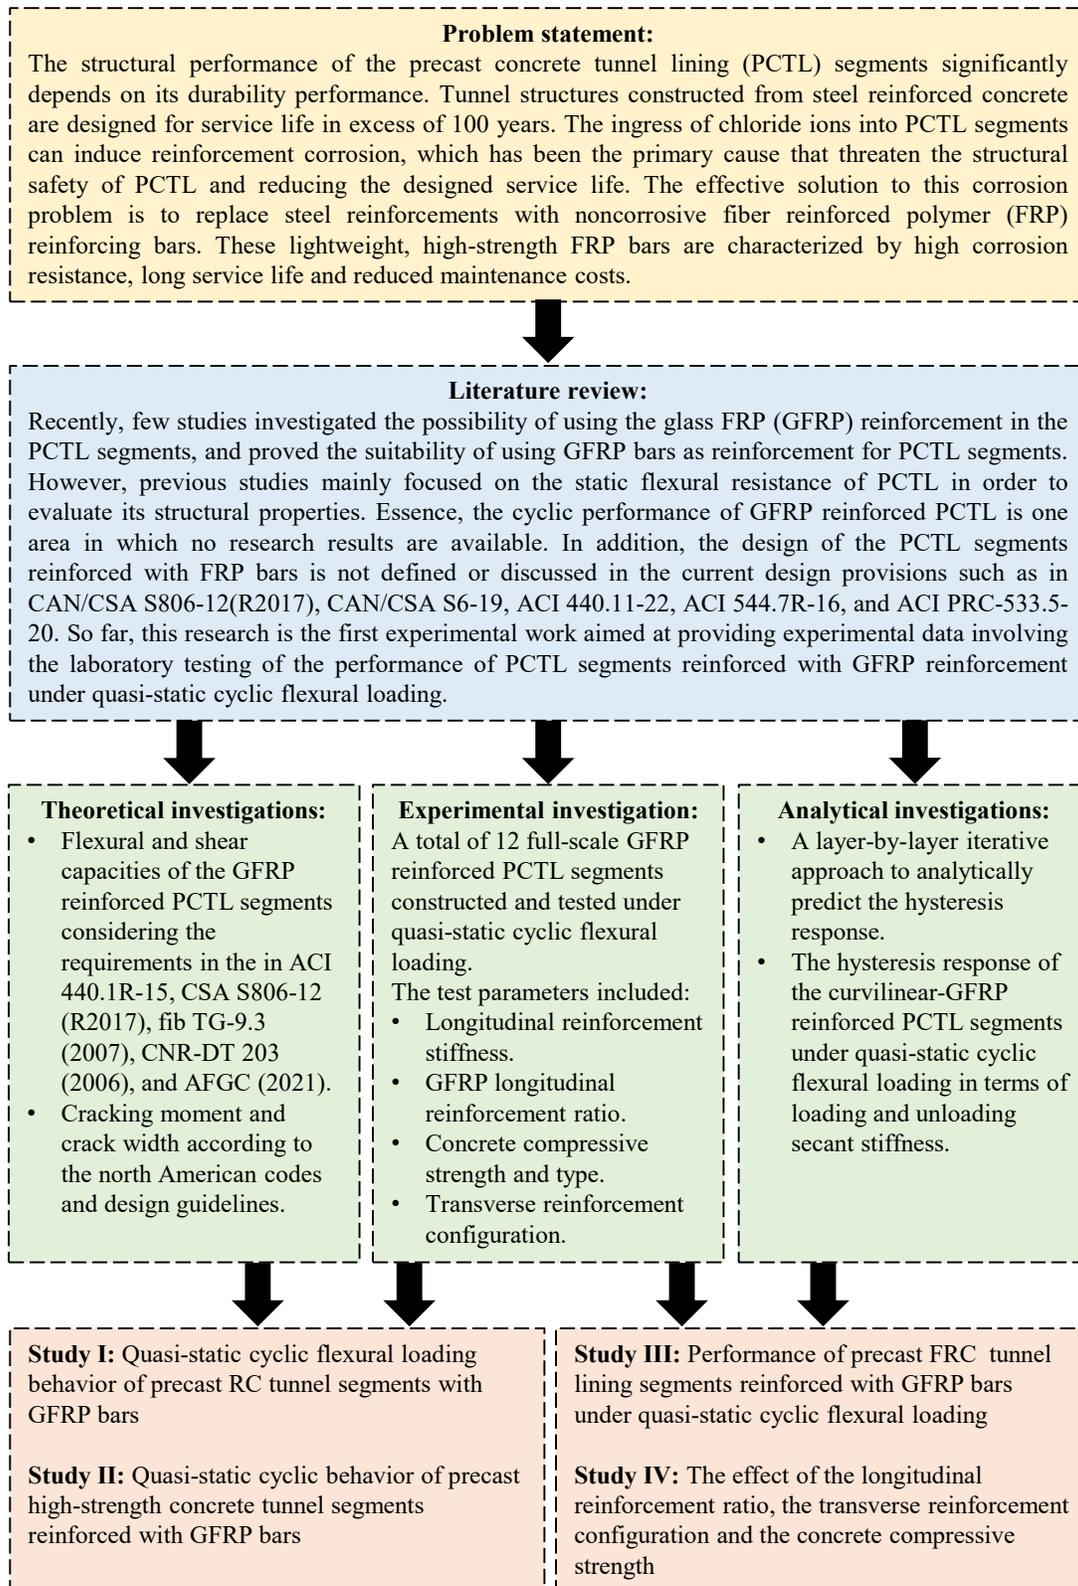 Problem statement:
The structural performance of the precast concrete tunnel lining (PCTL) segments significantly
depends on its durability performance. Tunnel structures constructed from steel reinforced concrete
are designed for service life in excess of 100 years. The ingress of chloride ions into PCTL segments
can induce reinforcement corrosion, which has been the primary cause that threaten the structural
safety of PCTL and reducing the designed service life. The effective solution to this corrosion
problem is to replace steel reinforcements with noncorrosive fiber reinforced polymer (FRP)
reinforcing bars. These lightweight, high-strength FRP bars are characterized by high corrosion
resistance, long service life and reduced maintenance costs.
Literature review:
Recently, few studies investigated the possibility of using the glass FRP (GFRP) reinforcement in the
PCTL segments, and proved the suitability of using GFRP bars as reinforcement for PCTL segments.
However, previous studies mainly focused on the static flexural resistance of PCTL in order to
evaluate its structural properties. Essence, the cyclic performance of GFRP reinforced PCTL is one
area in which no research results are available. In addition, the design of the PCTL segments
reinforced with FRP bars is not defined or discussed in the current design provisions such as in
CAN/CSA S806-12(R2017), CAN/CSA S6-19, ACI 440.11-22, ACI 544.7R-16, and ACI PRC-533.5-
20. So far, this research is the first experimental work aimed at providing experimental data involving
the laboratory testing of the performance of PCTL segments reinforced with GFRP reinforcement
under quasi-static cyclic flexural loading.
Theoretical investigations:
• Flexural and shear
capacities of the GFRP
reinforced PCTL segments
considering the
requirements in the in ACI
440.1R-15, CSA S806-12
(R2017), fib TG-9.3
(2007), CNR-DT 203
(2006), and AFGC (2021).
• Cracking moment and
crack width according to
the north American codes
and design guidelines.
Experimental investigation:
A total of 12 full-scale GFRP
reinforced PCTL segments
constructed and tested under
quasi-static cyclic flexural
loading.
The test parameters included:
• Longitudinal reinforcement
stiffness.
• GFRP longitudinal
reinforcement ratio.
• Concrete compressive
strength and type.
• Transverse reinforcement
configuration.
Analytical investigations:
• A layer-by-layer iterative
approach to analytically
predict the hysteresis
response.
• The hysteresis response of
the curvilinear-GFRP
reinforced PCTL segments
under quasi-static cyclic
flexural loading in terms of
loading and unloading
secant stiffness.
Study I: Quasi-static cyclic flexural loading
behavior of precast RC tunnel segments with
GFRP bars
Study II: Quasi-static cyclic behavior of precast
high-strength concrete tunnel segments
reinforced with GFRP bars
Study III: Performance of precast FRC tunnel
lining segments reinforced with GFRP bars
under quasi-static cyclic flexural loading
Study IV: The effect of the longitudinal
reinforcement ratio, the transverse reinforcement
configuration and the concrete compressive
strength